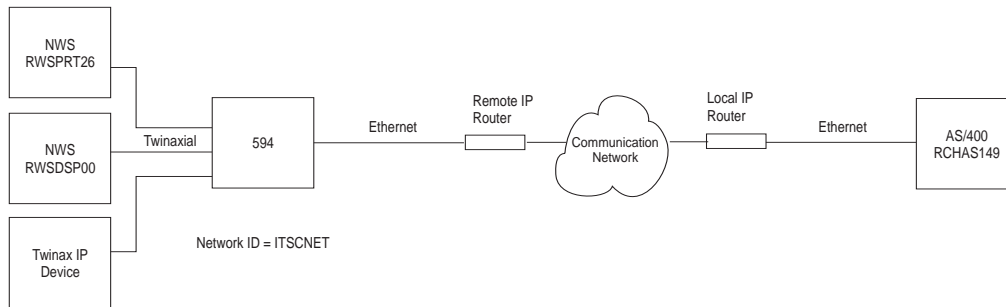 NWS
RWSPRT26
NWS
RWSDSP00
Twinax IP
Device
Twinaxial
594
Network ID = ITSCNET
Ethernet
Remote IP
Router
Communication
Network
Local IP
Router
Ethernet
AS/400
RCHAS149